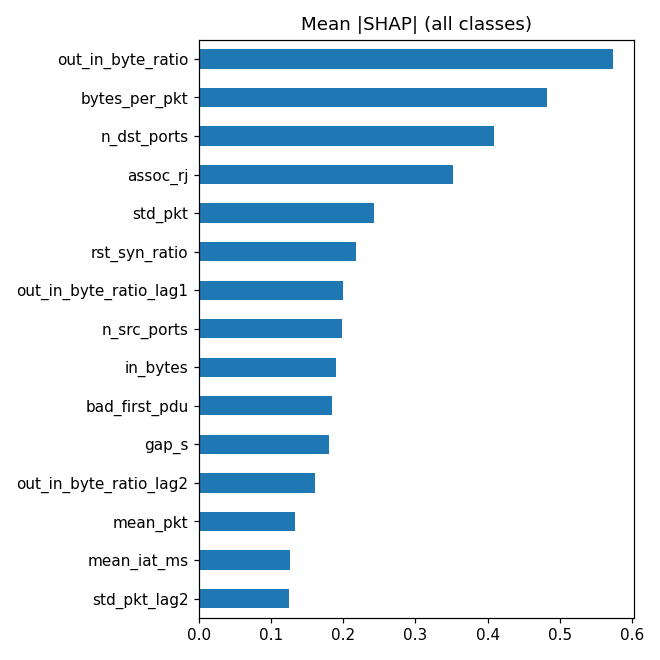 Mean |SHAP| (all classes)
out_in_byte_ratio
bytes_per_pkt
n_dst_ports
assoc_rj
std_pkt
rst_syn_ratio
out_in_byte_ratio_lag1
n_src_ports
in_bytes
bad_first_pdu
gap_s
out_in_byte_ratio_lag2
mean_pkt
mean_iat_ms
std_pkt_lag2
0.0 0.1 0.2 0.3 0.4 0.5 0.6